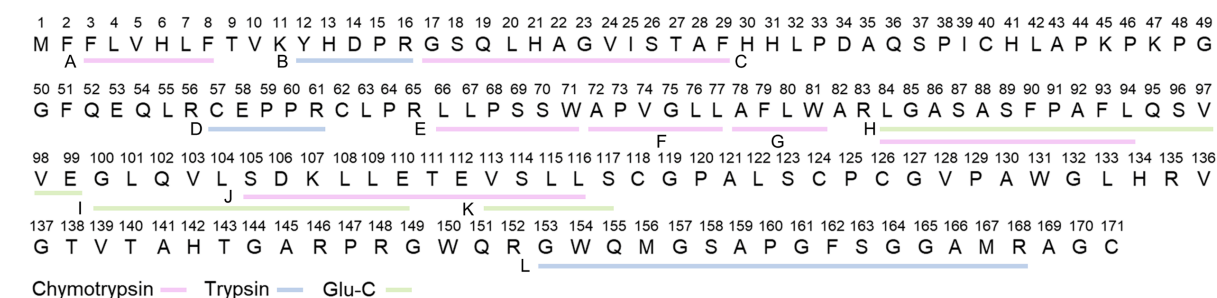 1 2 3 4 5 6 7 8 9 10 11 12 13 14 15 16 17 18 19 20 21 22 23 24 25 26 27 28 29 30 31 32 33 34 35 36 37 38 39 40 41 42 43 44 45 46 47 48 49
M F F L V H L F T V K Y H D P R G S Q L H A G V I S T A F H H L P D A Q S P I C H L A P K P K P G
A B C
50 51 52 53 54 55 56 57 58 59 60 61 62 63 64 65 66 67 68 69 70 71 72 73 74 75 76 77 78 79 80 81 82 83 84 85 86 87 88 89 90 91 92 93 94 95 96 97
G F Q E Q L R C E P P R C L P R L L P S S W A P V G L L A F L W A R L G A S A S F P A F L Q S V
D E F G H
98 99 100 101 102 103 104 105 106 107 108 109 110 111 112 113 114 115 116 117 118 119 120 121 122 123 124 125 126 127 128 129 130 131 132 133 134 135 136
V E G L Q V L S D K L L E T E V S L L S C G P A L S C P C G V P A W G L H R V
I J K
137 138 139 140 141 142 143 144 145 146 147 148 149 150 151 152 153 154 155 156 157 158 159 160 161 162 163 164 165 166 167 168 169 170 171
G T V T A H T G A R P R G W Q R G W Q M G S A P G F S G G A M R A G C
L
Chymotrypsin Trypsin Glu-C